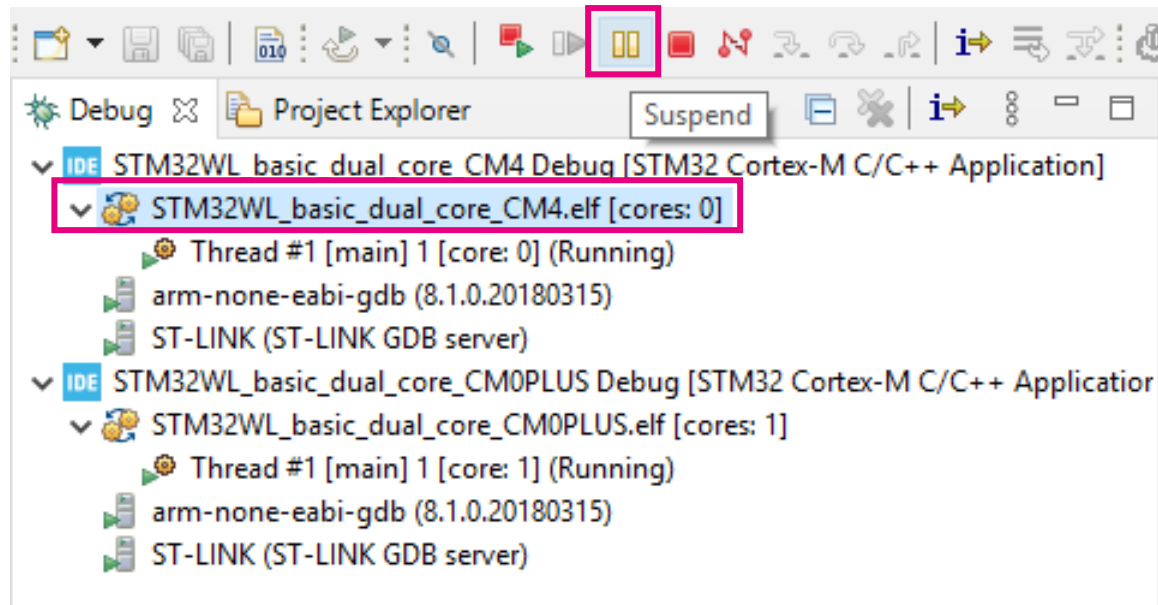 010
Debug Project Explorer
Suspend
IDE STM32WL_basic_dual_core_CM4 Debug [STM32 Cortex-M C/C++ Application]
STM32WL_basic_dual_core_CM4.elf [cores: 0]
Thread #1 [main] 1 [core: 0] (Running)
arm-none-eabi-gdb (8.1.0.20180315)
ST-LINK (ST-LINK GDB server)
IDE STM32WL_basic_dual_core_CM0PLUS Debug [STM32 Cortex-M C/C++ Application
STM32WL_basic_dual_core_CM0PLUS.elf [cores: 1]
Thread #1 [main] 1 [core: 1] (Running)
arm-none-eabi-gdb (8.1.0.20180315)
ST-LINK (ST-LINK GDB server)